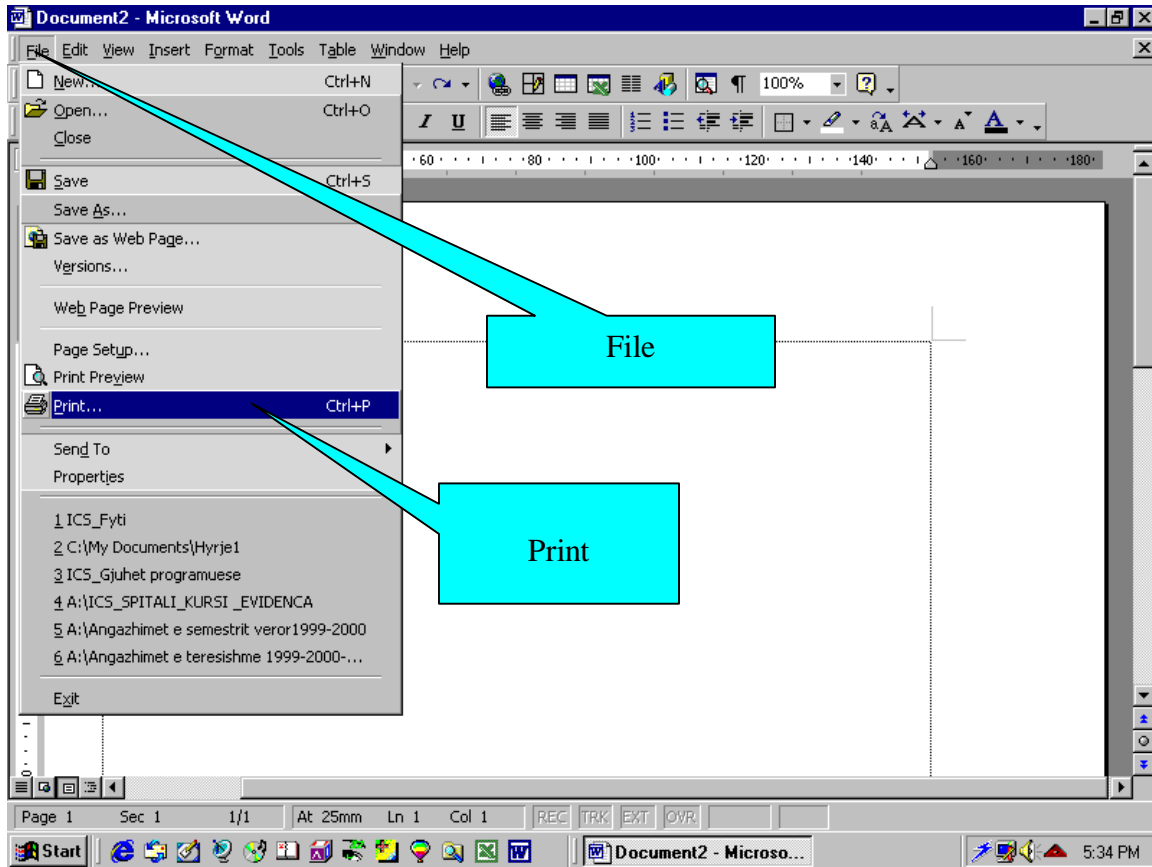 Document2 - Microsoft Word
File Edit View Insert Format Tools Table Window Help
New... Ctrl+N
100%
Open... Ctrl+O
I U
Close
60 80 100 120 140 160 180
Save Ctrl+S
Save As...
Save as Web Page...
Versions...
Web Page Preview
File
Page Setup...
Print Preview
Print... Ctrl+P
Send To
Properties
Print
1 ICS_Fyti
2 C:\My Documents\Hyrje1
3 ICS_Gjuhet programuese
4 A:\ICS_SPITALI_KURSI _EVIDENCA
5 A:\Angazhimet e semestrit veror1999-2000
6 A:\Angazhimet e teresishme 1999-2000-...
Exit
Page 1 Sec 1 1/1 At 25mm Ln 1 Col 1 REC TRK EXT OVR
Start Document2 - Microso... 5:34 PM